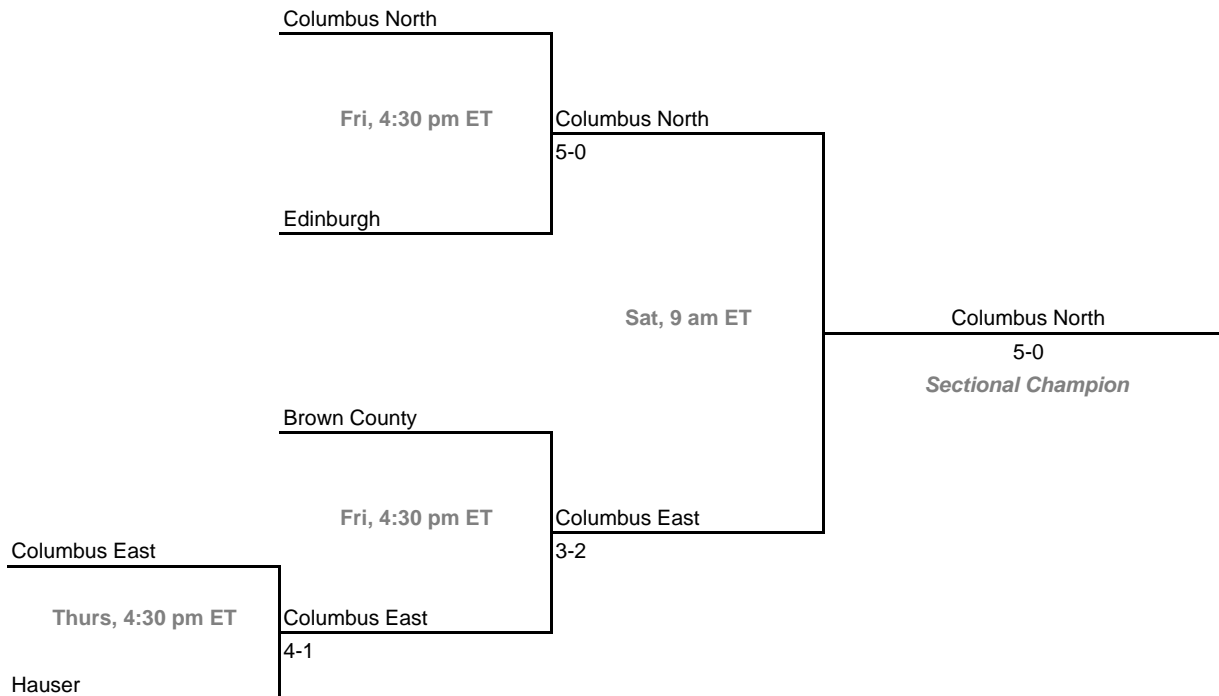 Columbus North
Fri, 4:30 pm ET
Columbus North
5-0
Edinburgh
Sat, 9 am ET
Columbus North
5-0
Sectional Champion
Brown County
Fri, 4:30 pm ET
Columbus East
3-2
Columbus East
Thurs, 4:30 pm ET
Columbus East
4-1
Hauser